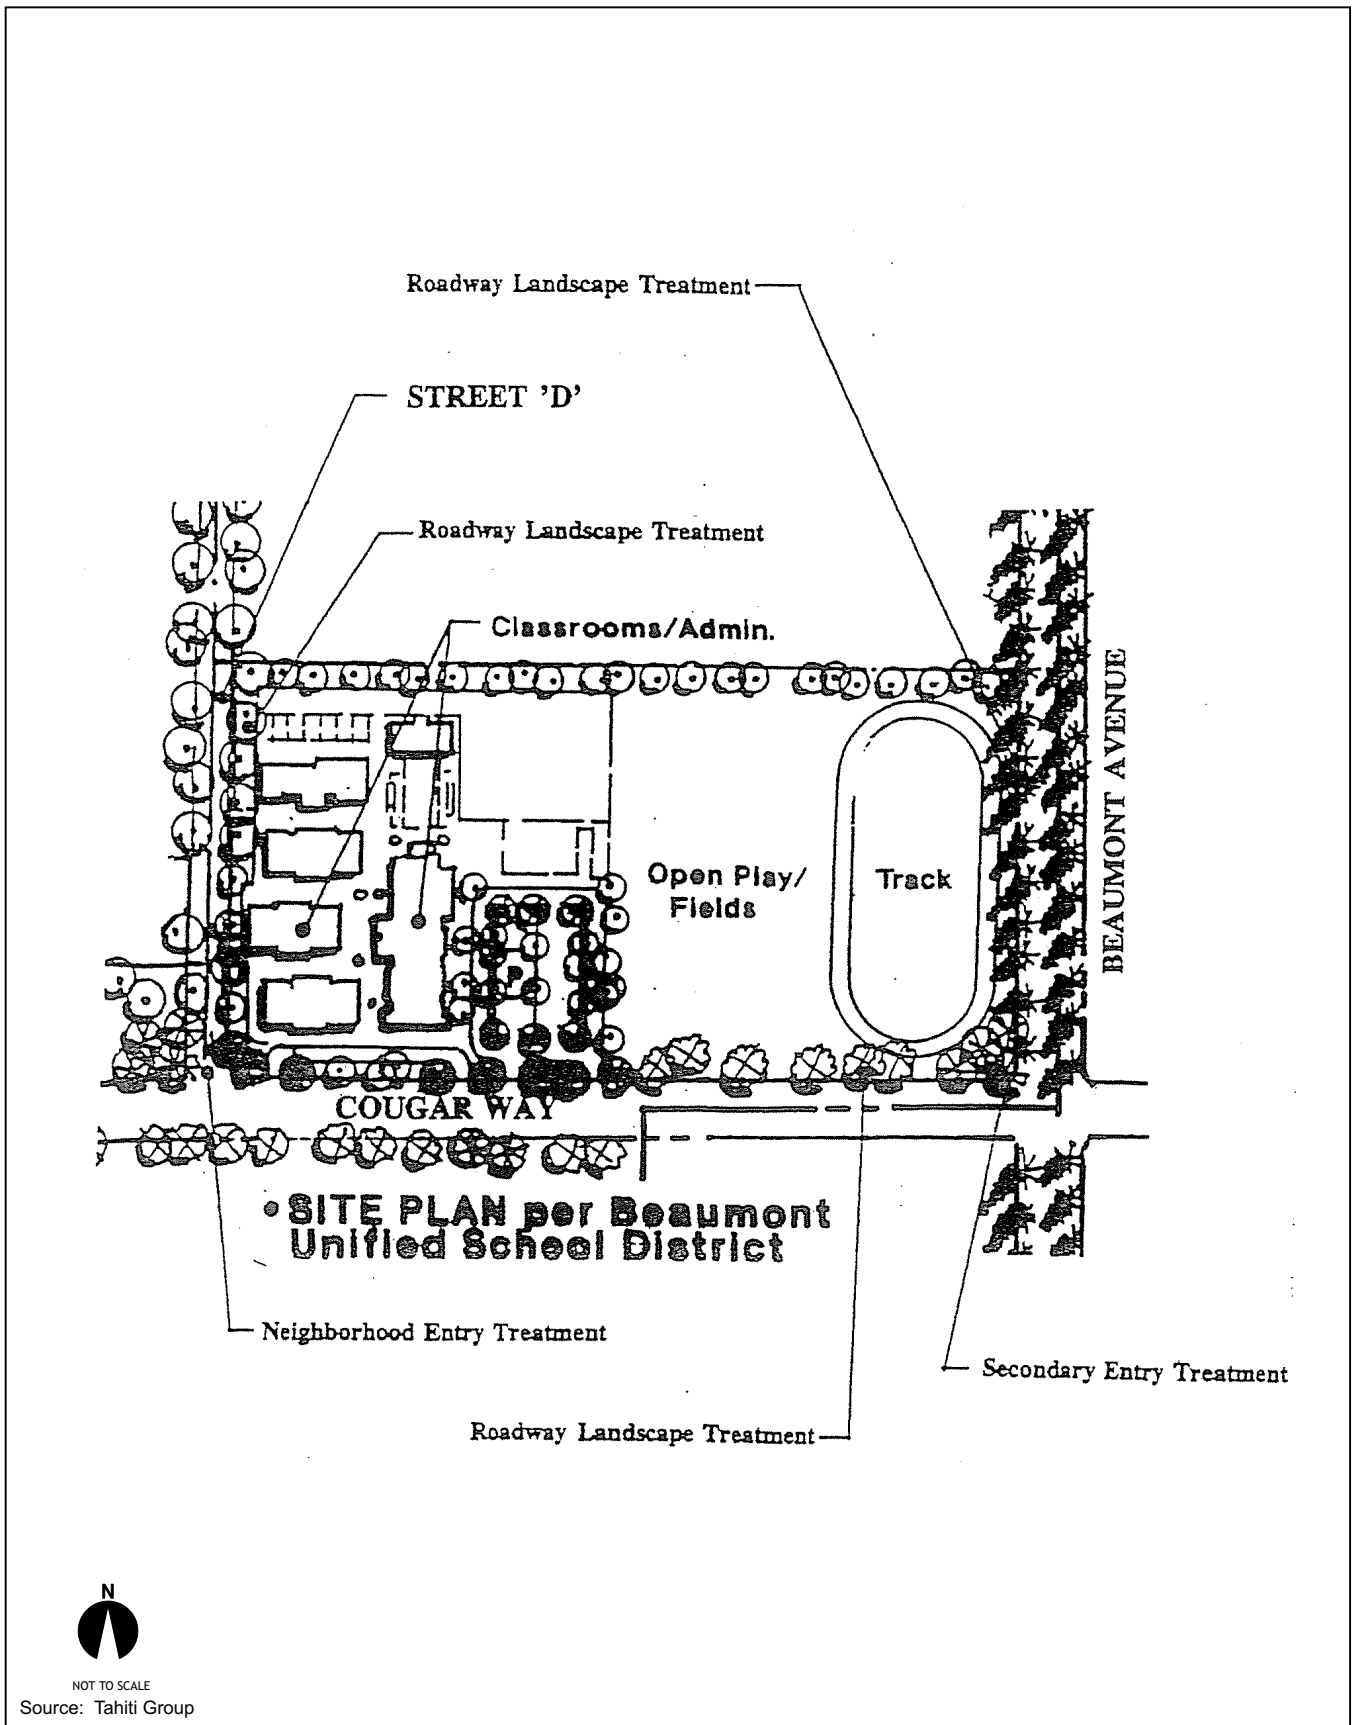 Roadway Landscape Treatment
STREET 'D'
Roadway Landscape Treatment
Classrooms/Admin.
BEAUMONT AVENUE
Open Play/
Fields
Track
COUGAR WAY
SITE PLAN per Beaumont
Unified School District
Neighborhood Entry Treatment
Secondary Entry Treatment
Roadway Landscape Treatment
N
NOT TO SCALE
Source: Tahiti Group